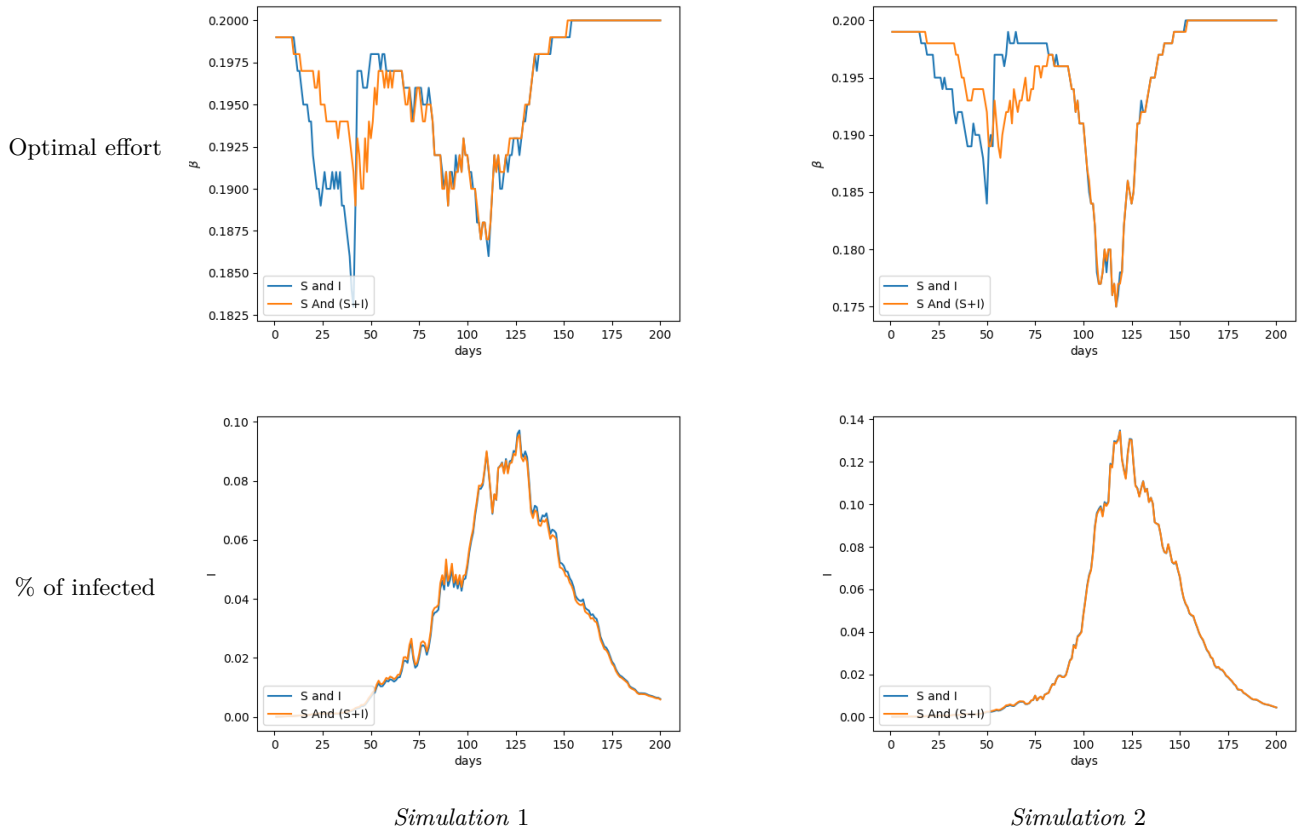 Optimal effort
0.2000
0.1975
0.1950
0.1925
0.1900
0.1875
0.1850
0.1825
β
S and I
S And (S+I)
0 25 50 75 100 125 150 175 200
days
0.200
0.195
0.190
0.185
0.180
0.175
β
S and I
S And (S+I)
0 25 50 75 100 125 150 175 200
days
% of infected
0.10
0.08
0.06
0.04
0.02
0.00
I
S and I
S And (S+I)
0 25 50 75 100 125 150 175 200
days
0.14
0.12
0.10
0.08
0.06
0.04
0.02
0.00
I
S and I
S And (S+I)
0 25 50 75 100 125 150 175 200
days
Simulation 1
Simulation 2